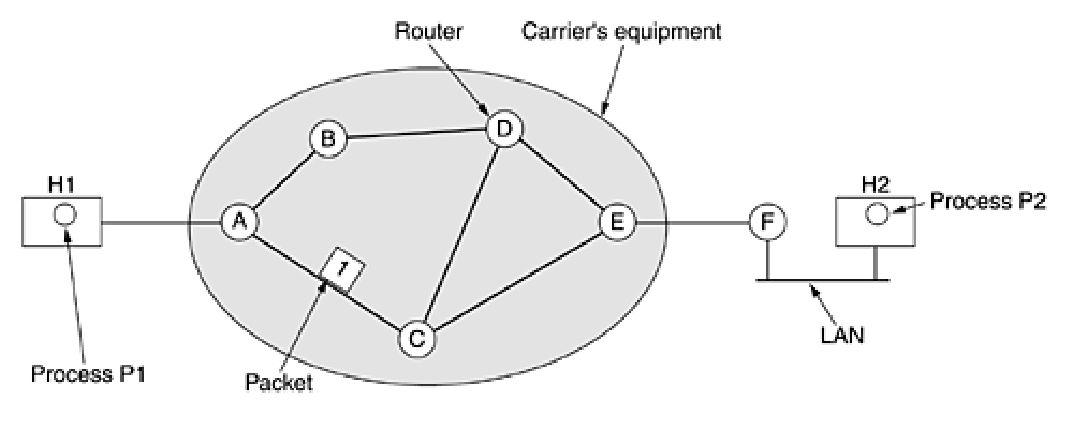 Router
Carrier's equipment
B
D
H1
A
E
F
H2
Process P2
1
C
LAN
Process P1
Packet